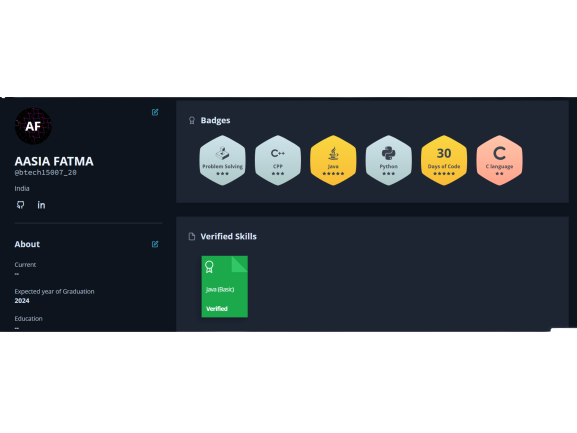 AF
AASIA FATMA
@btech15007_20
India
in
About
Current
--
Expected year of Graduation
2024
Education
--
Badges
Problem Solving
C++
CPP
Java
Python
30
Days of Code
C
C language
Verified Skills
Java (Basic)
Verified